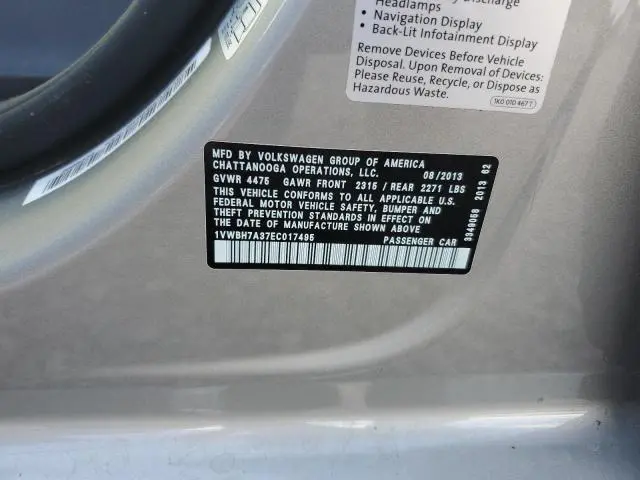 Headlamps
• Navigation Display
• Back-Lit Infotainment Display
Remove Devices Before Vehicle
Disposal. Upon Removal of Devices:
Please Reuse, Recycle, or Dispose as
Hazardous Waste.
1K0 010 467 T
MFD BY VOLKSWAGEN GROUP OF AMERICA
CHATTANOOGA OPERATIONS, LLC. 08/2013
GVWR 4475 GAWR FRONT 2315 / REAR 2271 LBS
THIS VEHICLE CONFORMS TO ALL APPLICABLE U.S.
FEDERAL MOTOR VEHICLE SAFETY, BUMPER AND
THEFT PREVENTION STANDARDS IN EFFECT ON
THE DATE OF MANUFACTURE SHOWN ABOVE
1VWBH7A37EC017495 PASSENGER CAR
3349058 2013 62